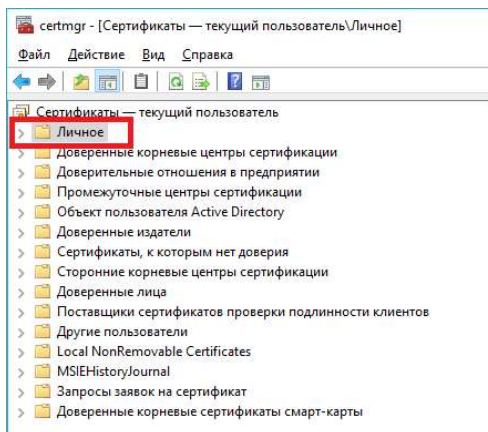 certmgr - [Сертификаты — текущий пользователь\Личное]
Файл Действие Вид Справка
Сертификаты — текущий пользователь
Личное
Доверенные корневые центры сертификации
Доверительные отношения в предприятии
Промежуточные центры сертификации
Объект пользователя Active Directory
Доверенные издатели
Сертификаты, к которым нет доверия
Сторонние корневые центры сертификации
Доверенные лица
Поставщики сертификатов проверки подлинности клиентов
Другие пользователи
Local NonRemovable Certificates
MSIEHistoryJournal
Запросы заявок на сертификат
Доверенные корневые сертификаты смарт-карты